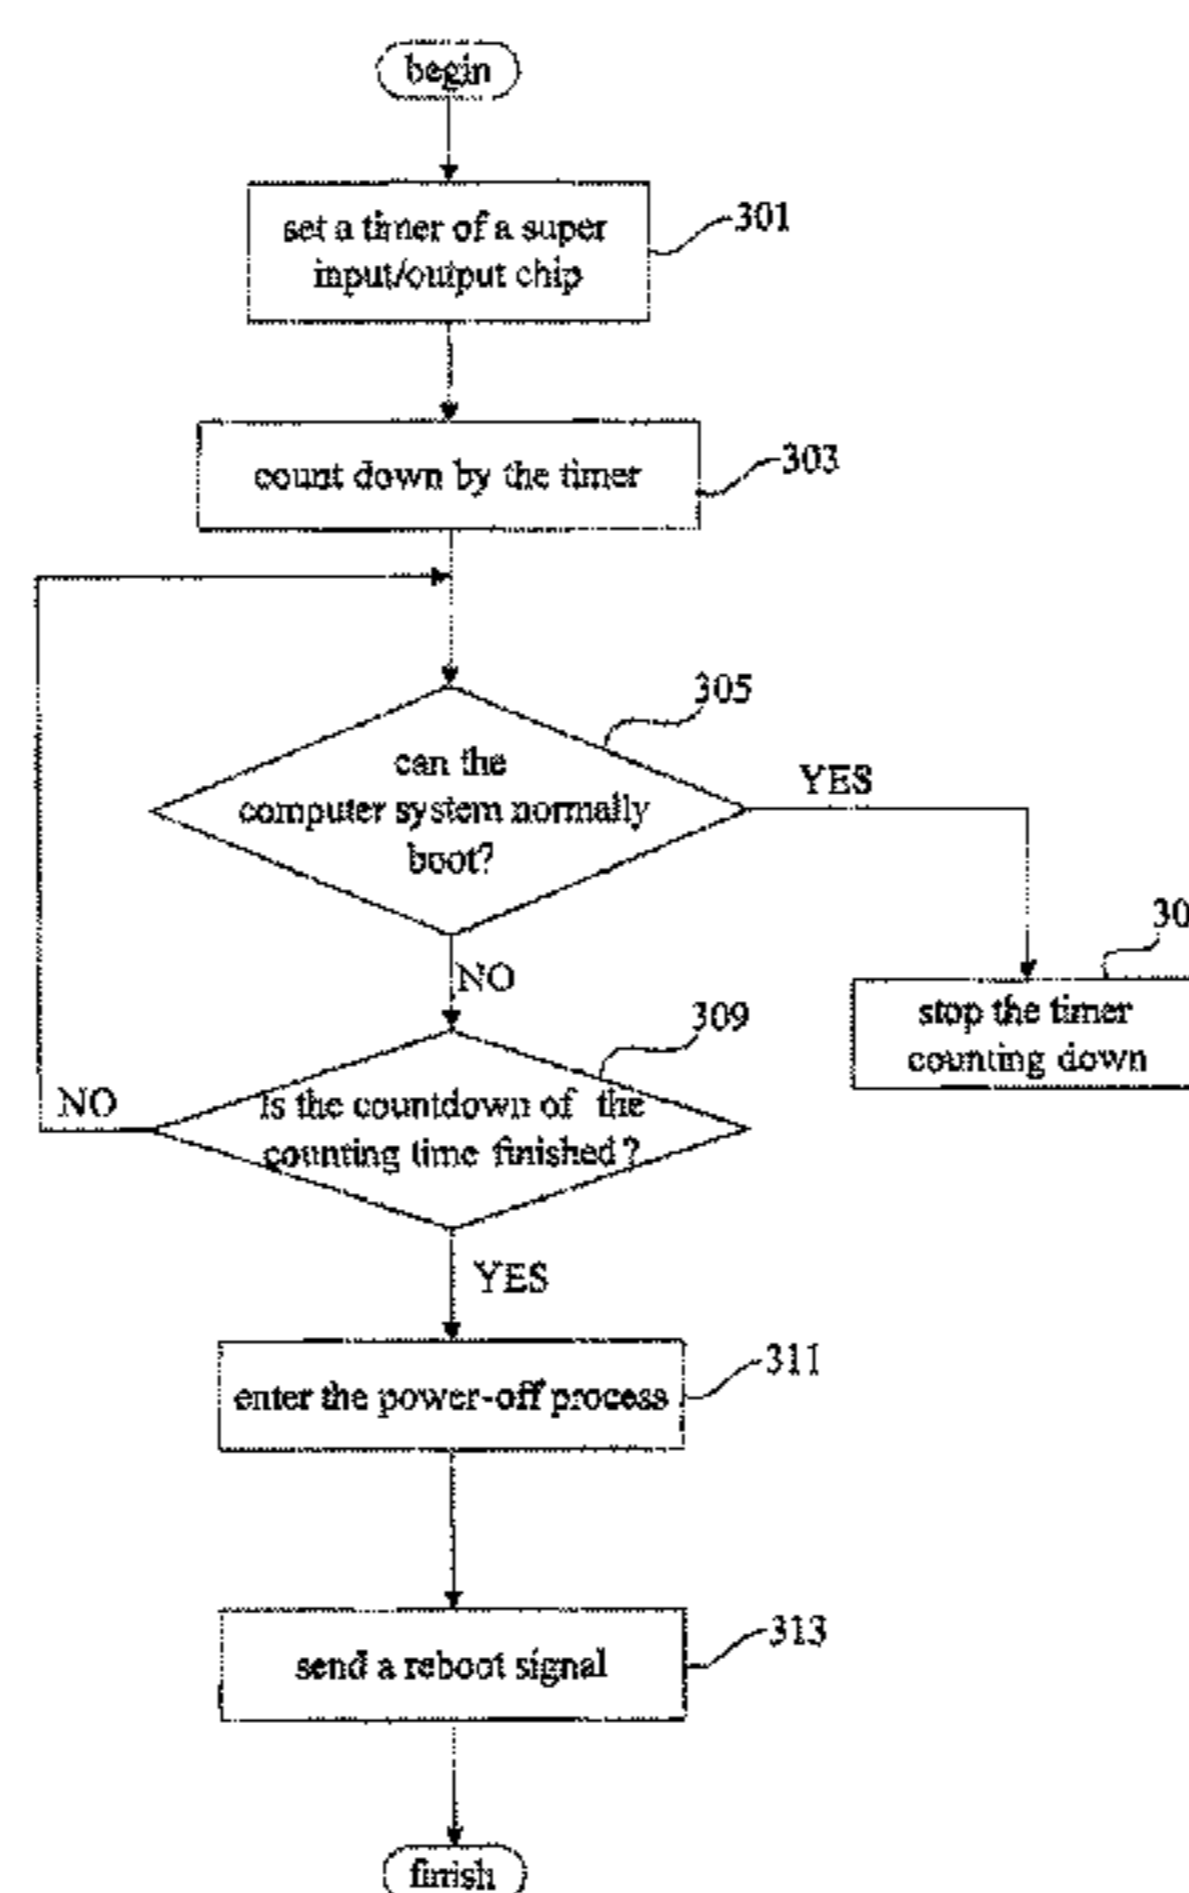 begin
set a timer of a super
input/output chip
301
count down by the timer
303
305
can the
computer system normally
boot?
YES
NO
30
stop the timer
counting down
309
Is the countdown of the
counting time finished?
NO
YES
enter the power-off process
311
send a reboot signal
313
finish